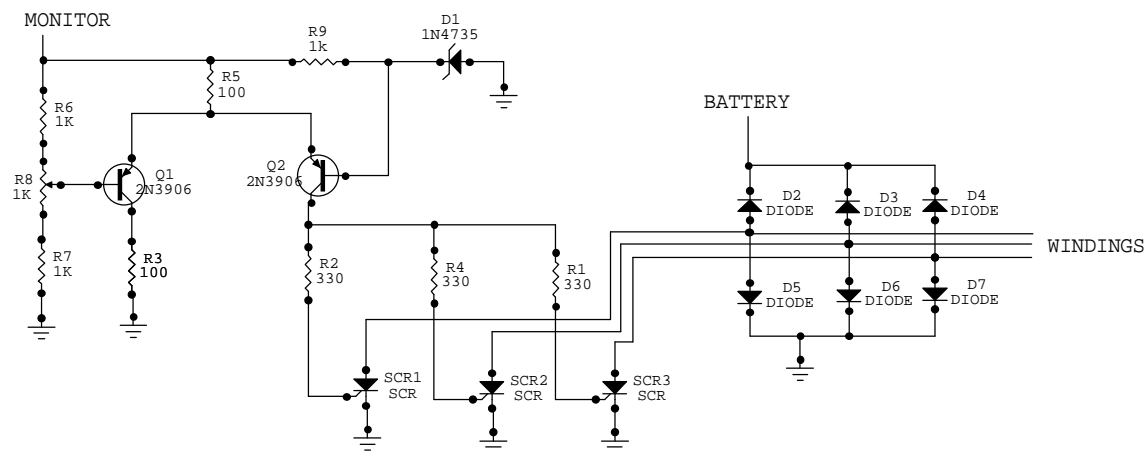 MONITOR
D1
1N4735
R9
1k
R5
100
BATTERY
R6
1K
R8
1K
Q1
2N3906
Q2
2N3906
D2
DIODE
D3
DIODE
D4
DIODE
WINDINGS
R7
1K
R3
100
R2
330
R4
330
R1
330
D5
DIODE
D6
DIODE
D7
DIODE
SCR1
SCR
SCR2
SCR
SCR3
SCR